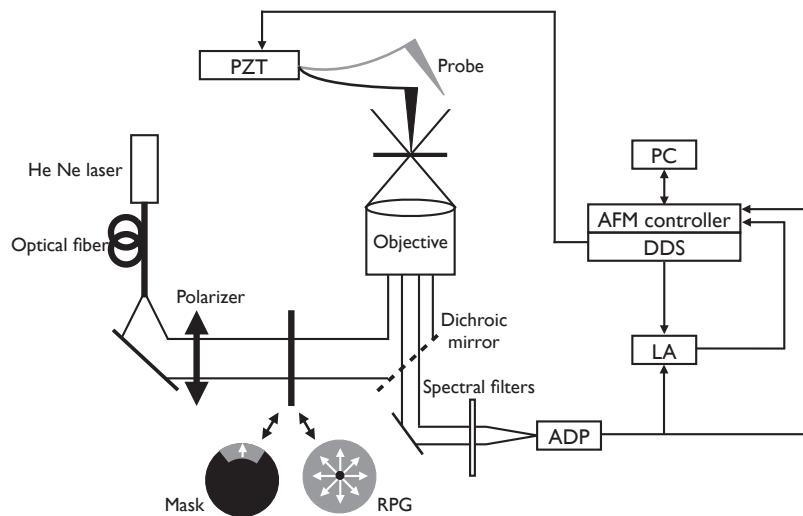 PZT
Probe
He Ne laser
PC
AFM controller
Optical fiber
Objective
DDS
Polarizer
Dichroic
mirror
LA
Spectral filters
ADP
Mask
RPG